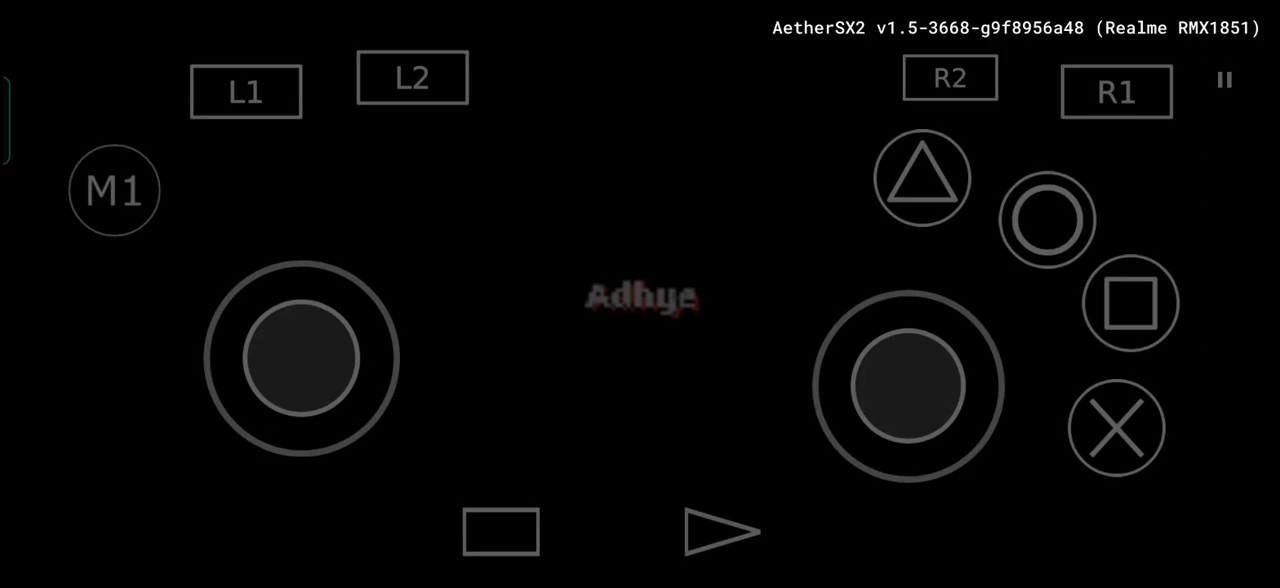 AetherSX2 v1.5-3668-g9f8956a48 (Realme RMX1851)
L1
L2
R2
R1
M1
Adhye